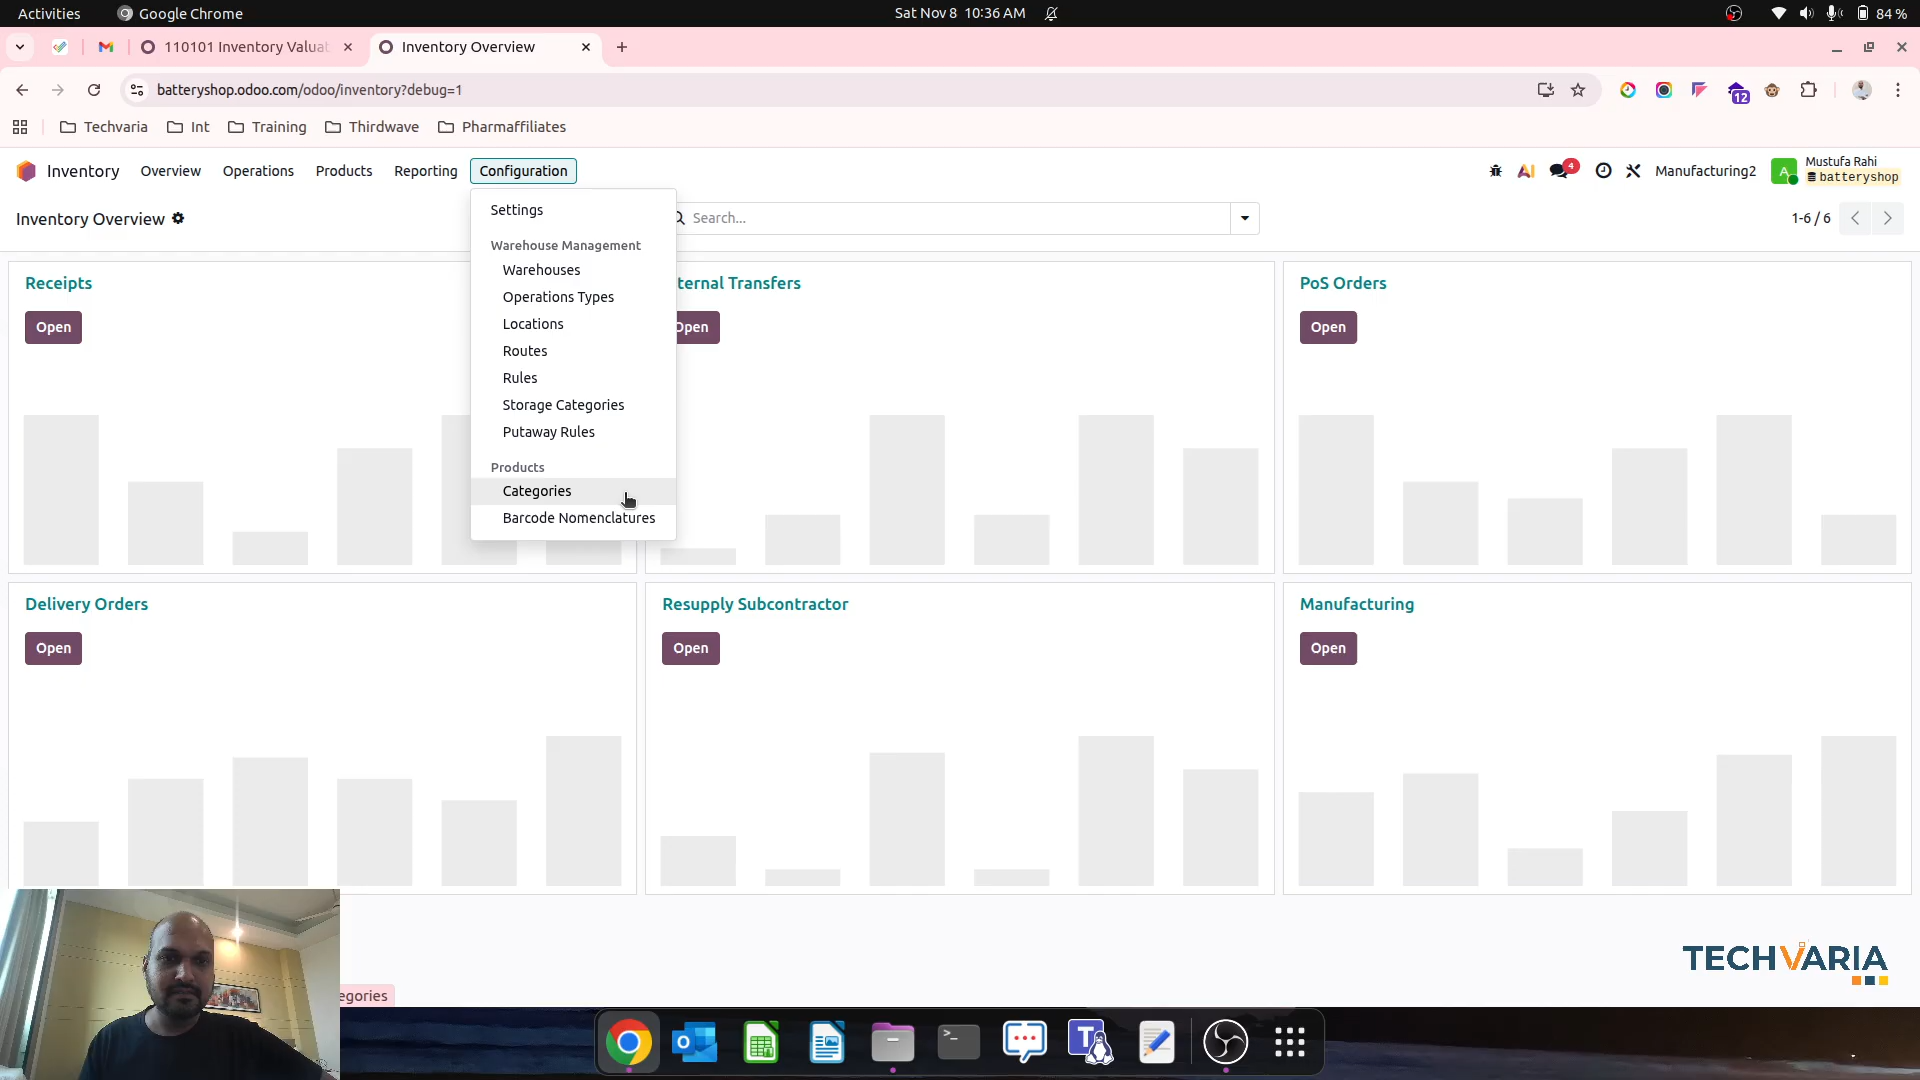 Activities
Google Chrome
Sat Nov 8 10:36 AM
84 %
110101 Inventory Valuat
Inventory Overview
batteryshop.odoo.com/odoo/inventory?debug=1
12
Techvaria
Int
Training
Thirdwave
Pharmaffiliates
Inventory
Overview
Operations
Products
Reporting
Configuration
AI
4
Manufacturing2
A
Mustufa Rahi
batteryshop
Inventory Overview
Search...
1-6 / 6
Settings
Warehouse Management
Warehouses
Operations Types
Locations
Routes
Rules
Storage Categories
Putaway Rules
Products
Categories
Barcode Nomenclatures
Receipts
Open
ternal Transfers
Open
PoS Orders
Open
Delivery Orders
Open
Resupply Subcontractor
Open
Manufacturing
Open
TECHVARIA
egories